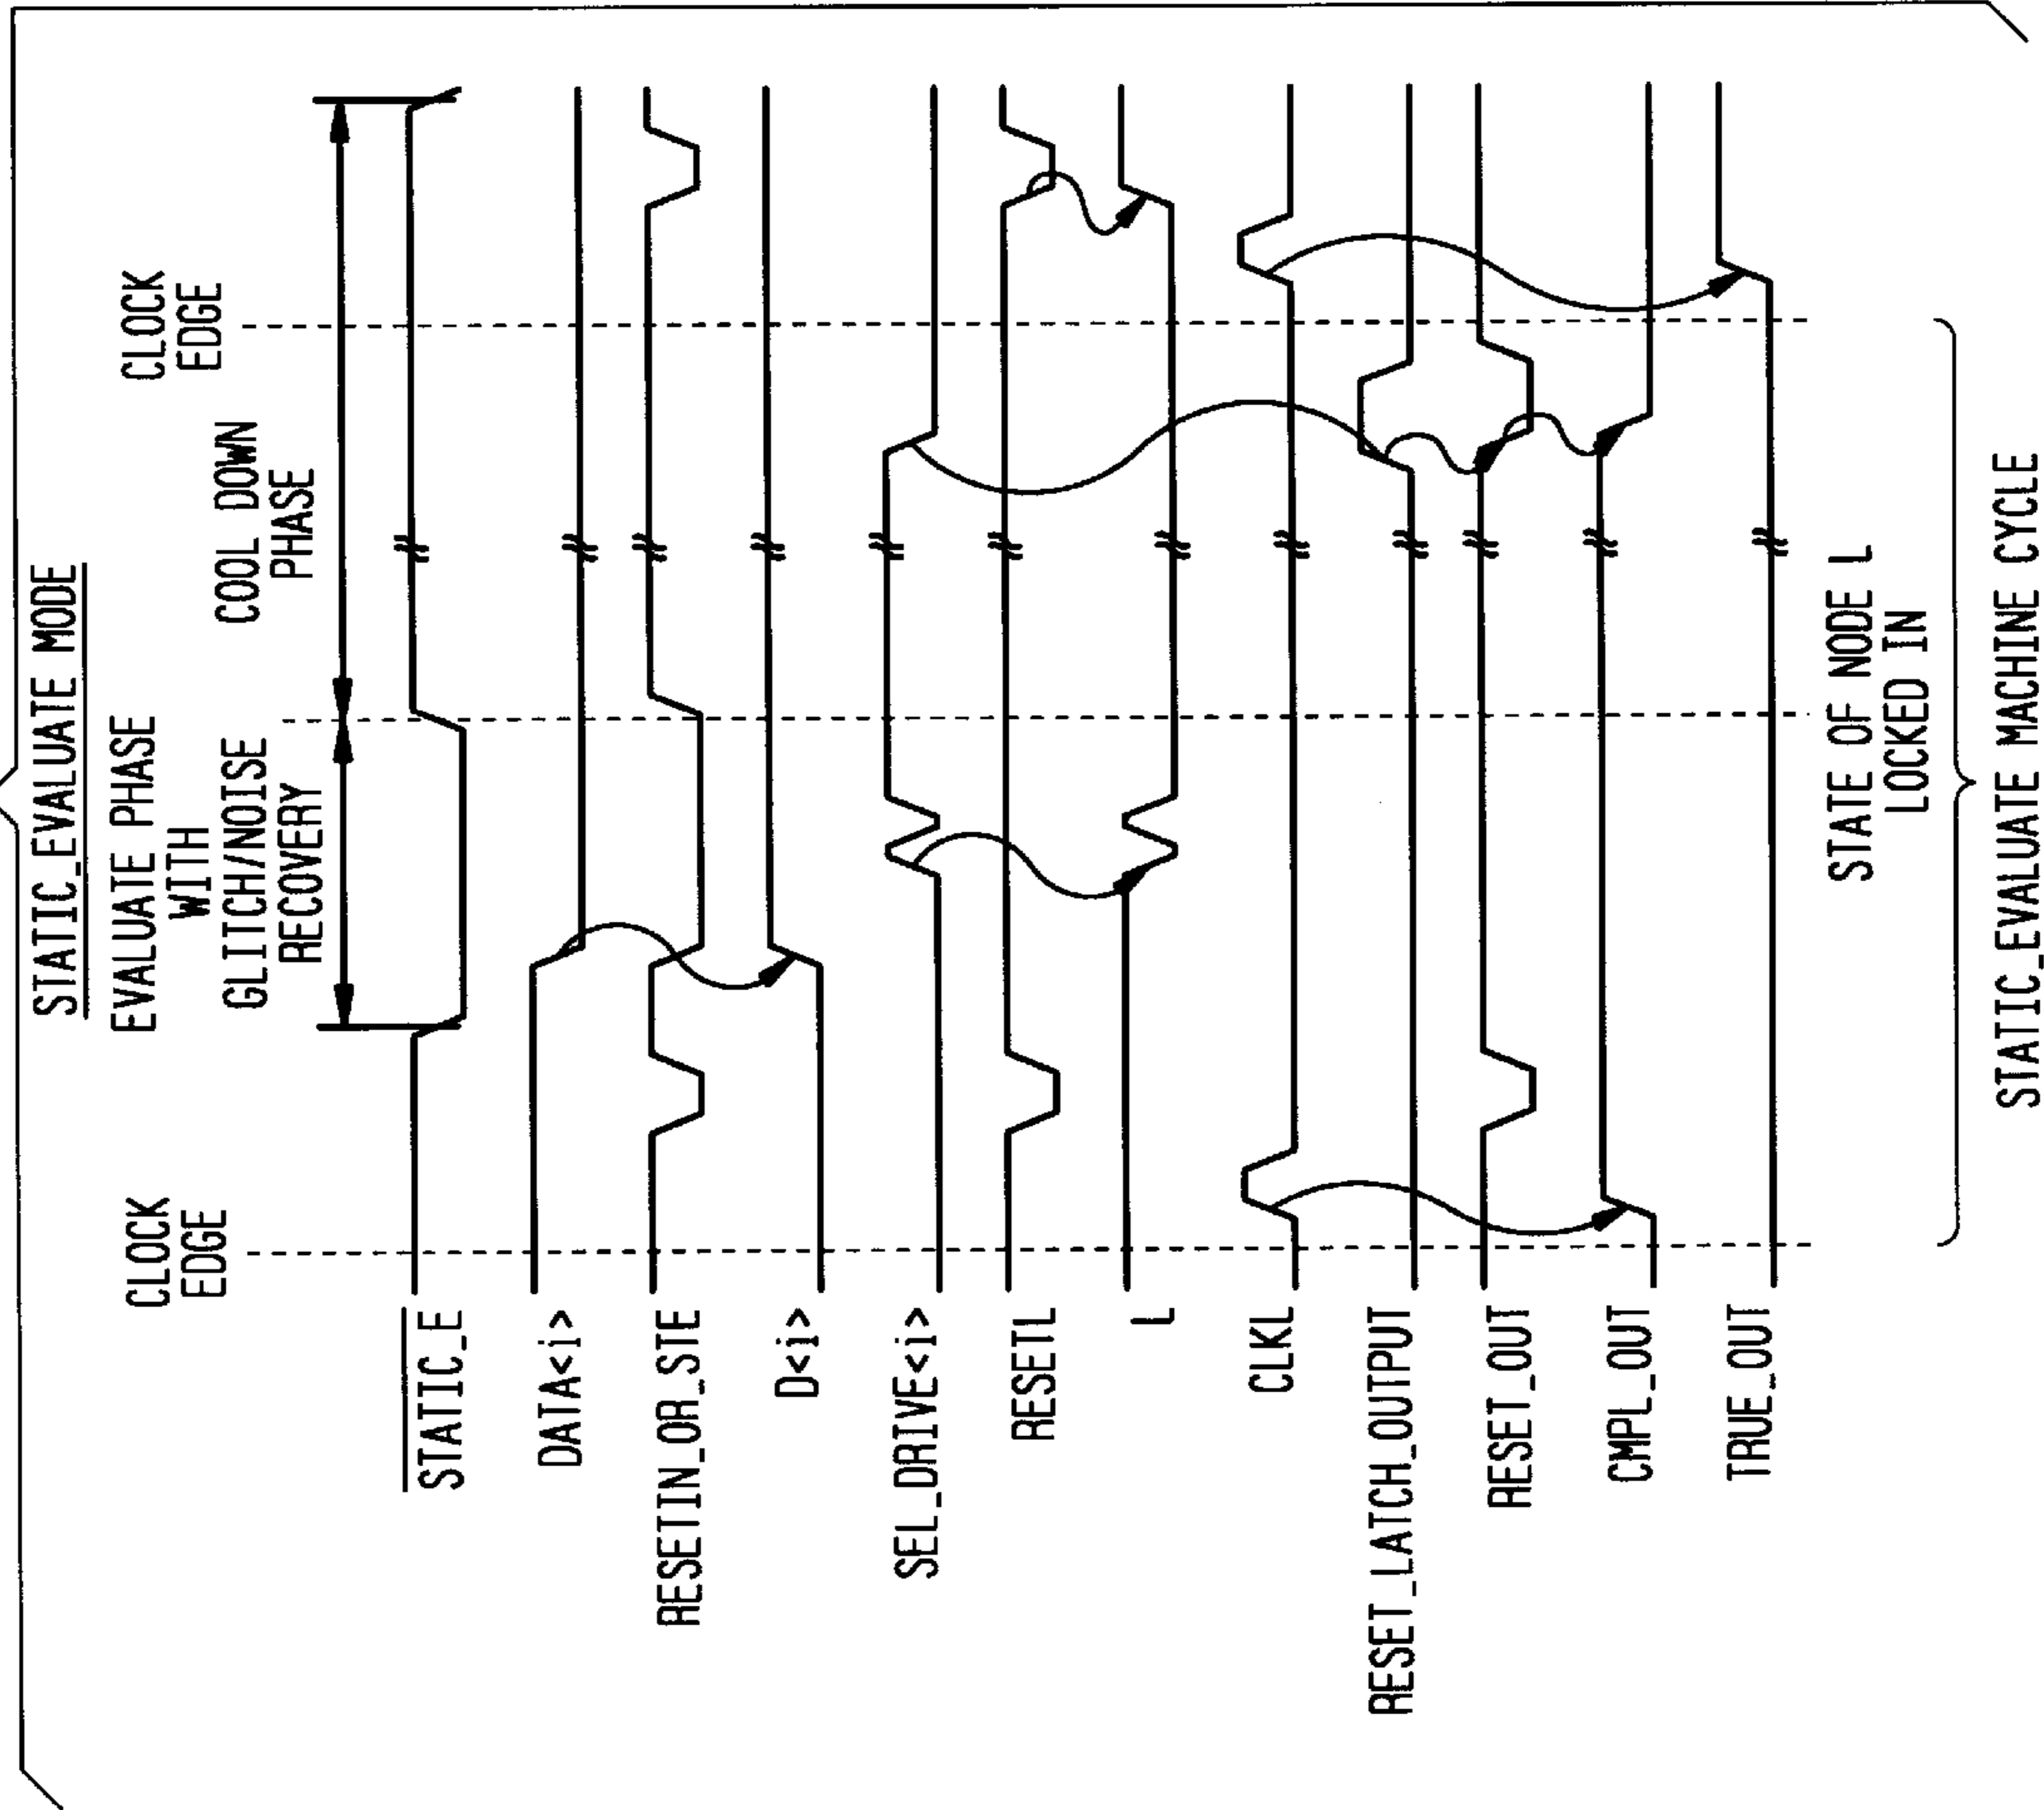 STATIC_EVALUATE MODE
EVALUATE PHASE
WITH
GLITCH/NOISE
RECOVERY
COOL DOWN
PHASE
CLOCK
EDGE
CLOCK
EDGE
STATIC_E
DATA<i>
RESETIN_OR_STE
D<i>
SEL_DRIVE<i>
RESETL
L
CLKL
RESET_LATCH_OUTPUT
RESET_OUT
CMPL_OUT
TRUE_OUT
STATE OF NODE L
LOCKED IN
STATIC_EVALUATE MACHINE CYCLE